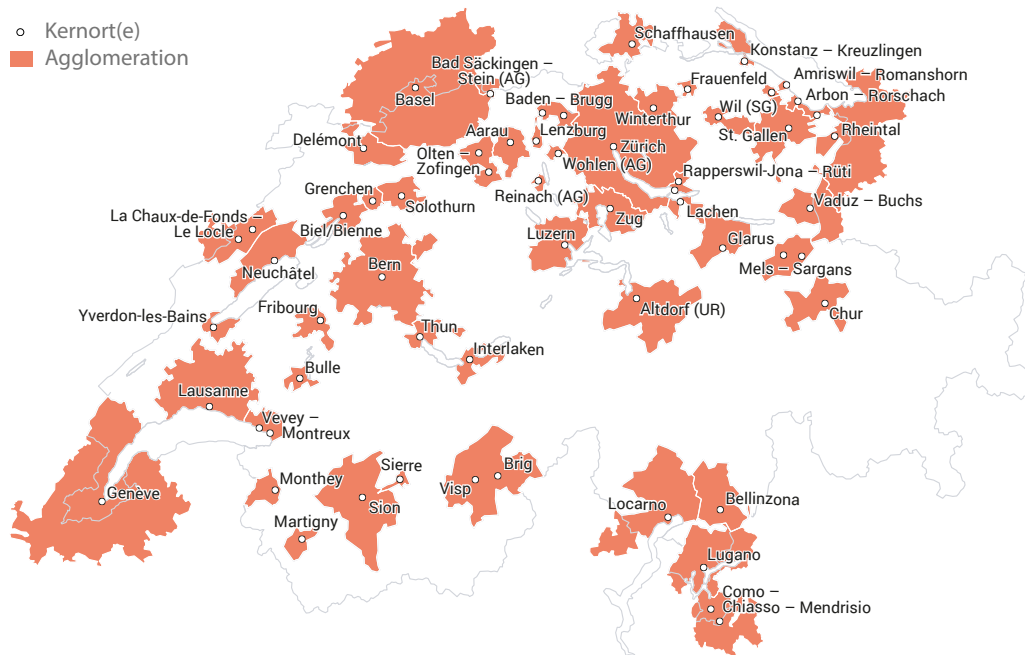 Kernort(e)
Agglomeration
Schaffhausen
Konstanz – Kreuzlingen
Bad Säckingen –
Stein (AG)
Frauenfeld
Amriswil – Romanshorn
Basel
Baden – Brugg
Arbon – Rorschach
Wil (SG)
Winterthur
Aarau
Lenzburg
St. Gallen
Rheintal
Delémont
Zürich
Olten –
Zofingen
Wohlen (AG)
Rapperswil-Jona – Rüti
Grenchen
Reinach (AG)
Solothurn
Vaduz – Buchs
La Chaux-de-Fonds –
Le Locle
Lachen
Zug
Biel/Bienne
Luzern
Glarus
Neuchâtel
Bern
Mels – Sargans
Fribourg
Altdorf (UR)
Chur
Yverdon-les-Bains
Thun
Interlaken
Bulle
Lausanne
Vevey –
Montreux
Sierre
Brig
Monthey
Visp
Genève
Sion
Locarno
Bellinzona
Martigny
Lugano
Como –
Chiasso – Mendrisio